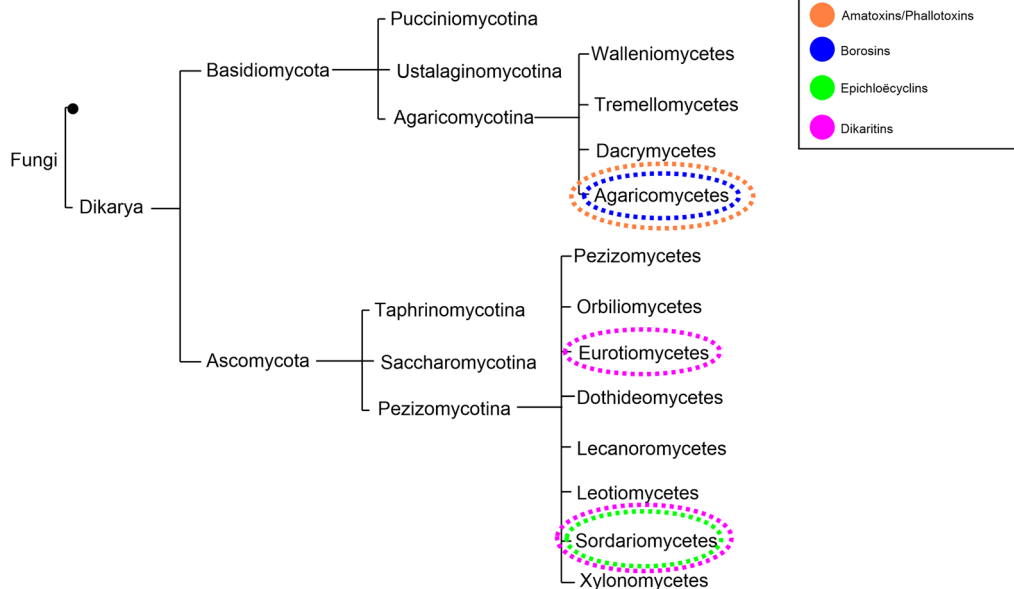 Pucciniomycotina
Amatoxins/Phallotoxins
Borosins
Epichloëcyclins
Dikaritins
Walleniomycetes
Basidiomycota
Ustalaginomycotina
Tremellomycetes
Agaricomycotina
Dacrymycetes
Fungi
Agaricomycetes
Dikarya
Pezizomycetes
Taphrinomycotina
Orbiliomycetes
Eurotiomycetes
Ascomycota
Saccharomycotina
Dothideomycetes
Pezizomycotina
Lecanoromycetes
Leotiomycetes
Sordariomycetes
Xylonomycetes